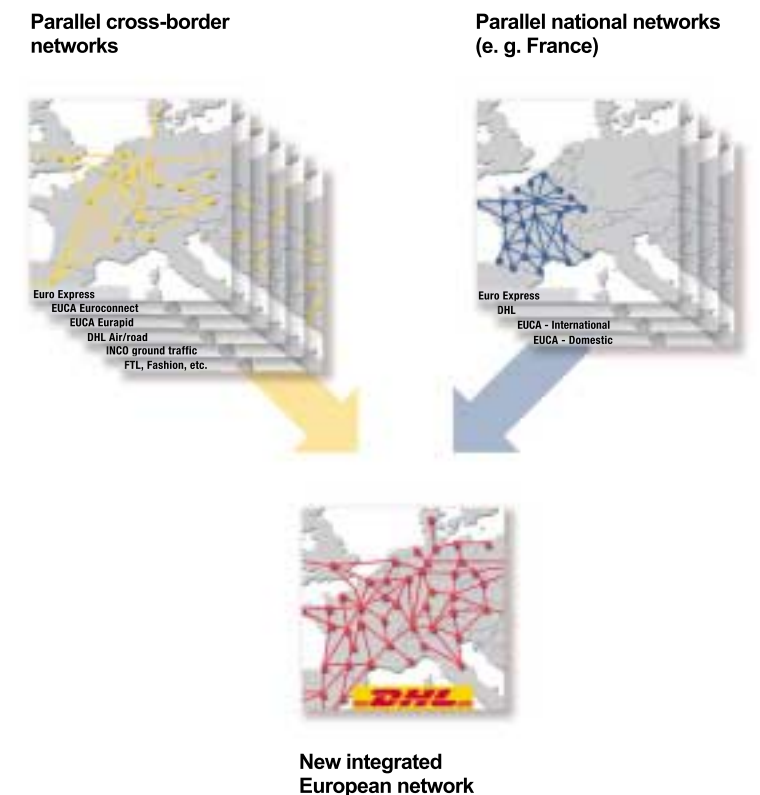 Parallel cross-border
networks
Parallel national networks
(e. g. France)
Euro Express
EUCA Euroconnect
EUCA Eurapid
DHL Air/road
INCO ground traffic
FTL, Fashion, etc.
Euro Express
DHL
EUCA - International
EUCA - Domestic
DHL
New integrated
European network